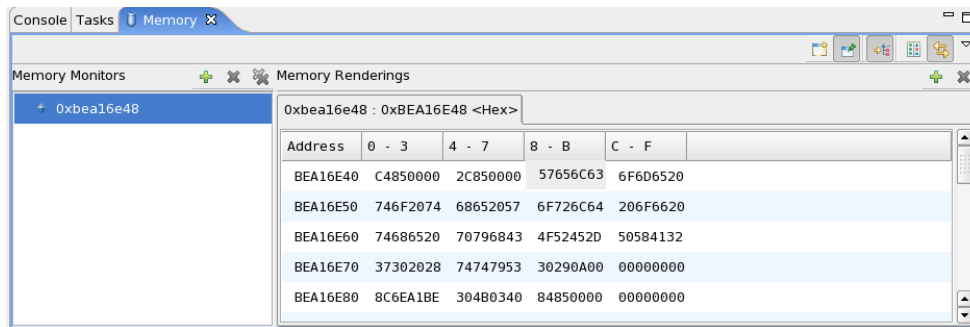 Console Tasks Memory
Memory Monitors Memory Renderings
0xbea16e48 0xbea16e48 : 0xBEA16E48 <Hex>
Address 0 - 3 4 - 7 8 - B C - F
BEA16E40 C4850000 2C850000 57656C63 6F6D6520
BEA16E50 746F2074 68652057 6F726C64 206F6620
BEA16E60 74686520 70796843 4F52452D 50584132
BEA16E70 37302028 74747953 30290A00 00000000
BEA16E80 8C6EA1BE 304B0340 84850000 00000000